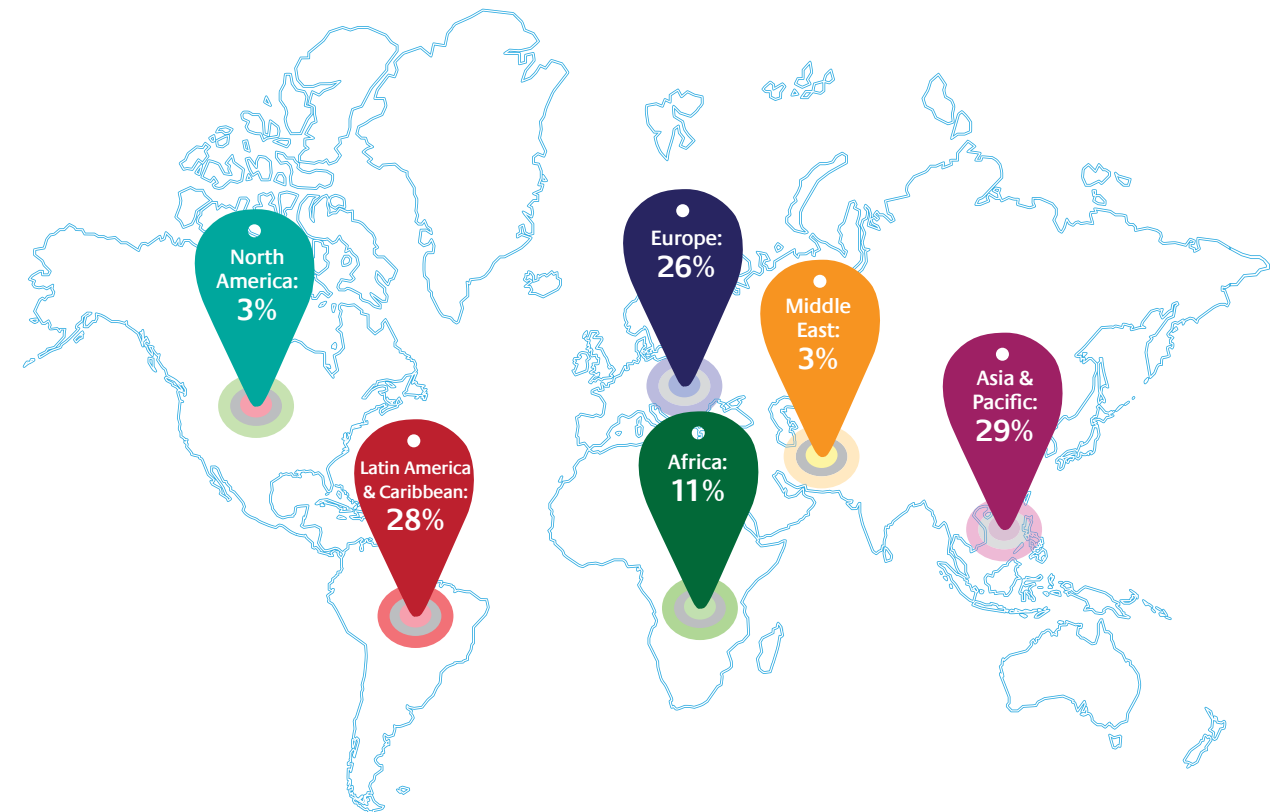 North
America:
3%
Latin America
& Caribbean:
28%
Europe:
26%
Africa:
11%
Middle
East:
3%
Asia &
Pacific:
29%